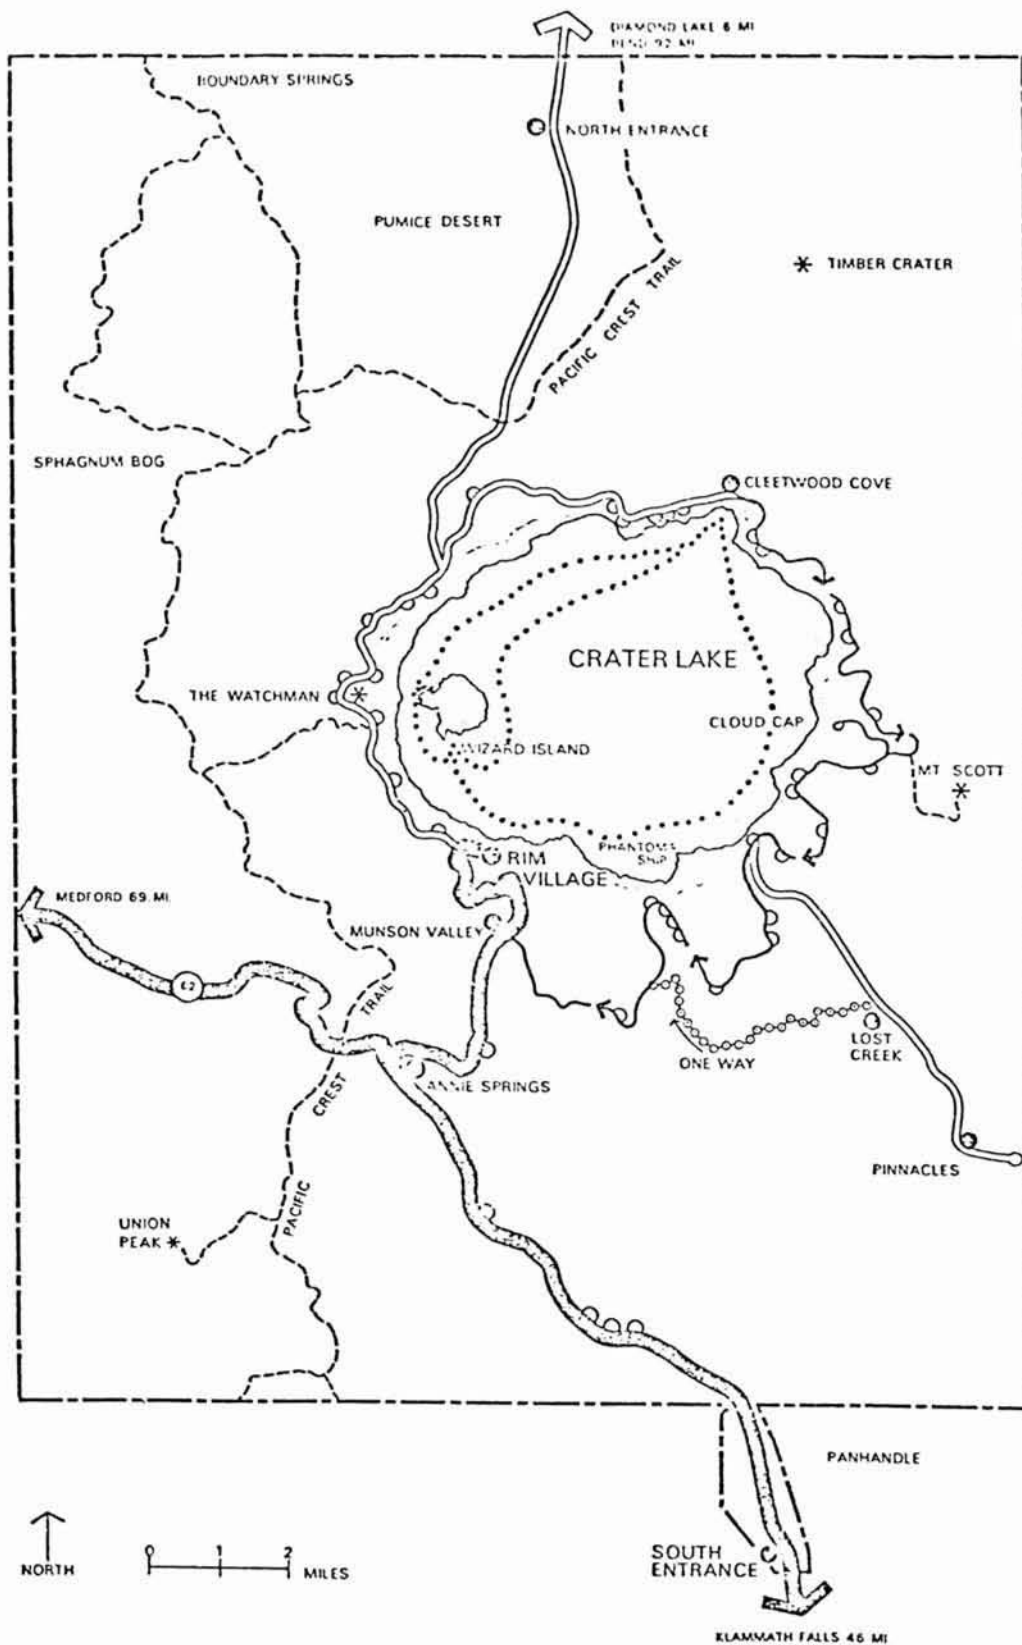 DIAMOND LAKE 6 MI
BEND 92 MI
BOUNDARY SPRINGS
NORTH ENTRANCE
PUMICE DESERT
TIMBER CRATER
PACIFIC CREST TRAIL
SPHAGNUM BOG
CLEETWOOD COVE
CRATER LAKE
THE WATCHMAN
CLOUD CAP
WIZARD ISLAND
MT SCOTT
PHANTOM
SHIP
RIM
VILLAGE
MEDFORD 69 MI.
MUNSON VALLEY
62
TRAIL
LOST
CREEK
ONE WAY
ANNIE SPRINGS
CREST
PINNACLES
PACIFIC
UNION
PEAK
PANHANDLE
NORTH
0 1 2
MILES
SOUTH
ENTRANCE
KLAMMATH FALLS 46 MI